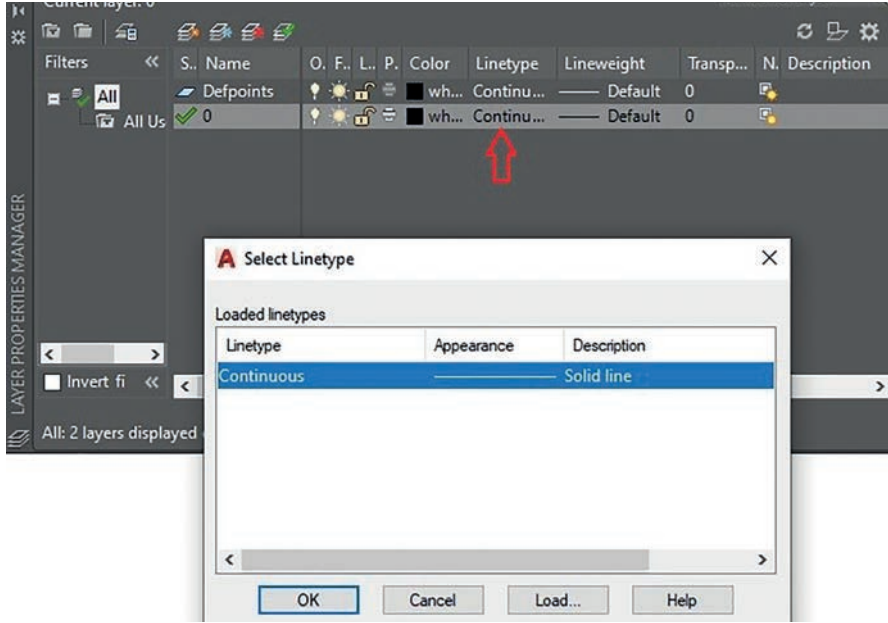 Current layer: 0
Filters « S.. Name O. F.. L.. P. Color Linetype Lineweight Transp... N. Description
All Defpoints wh... Continu... Default 0
All Us 0 wh... Continu... Default 0
LAYER PROPERTIES MANAGER
A Select Linetype
Loaded linetypes
Linetype Appearance Description
Continuous Solid line
Invert fi «
All: 2 layers displayed
OK Cancel Load... Help